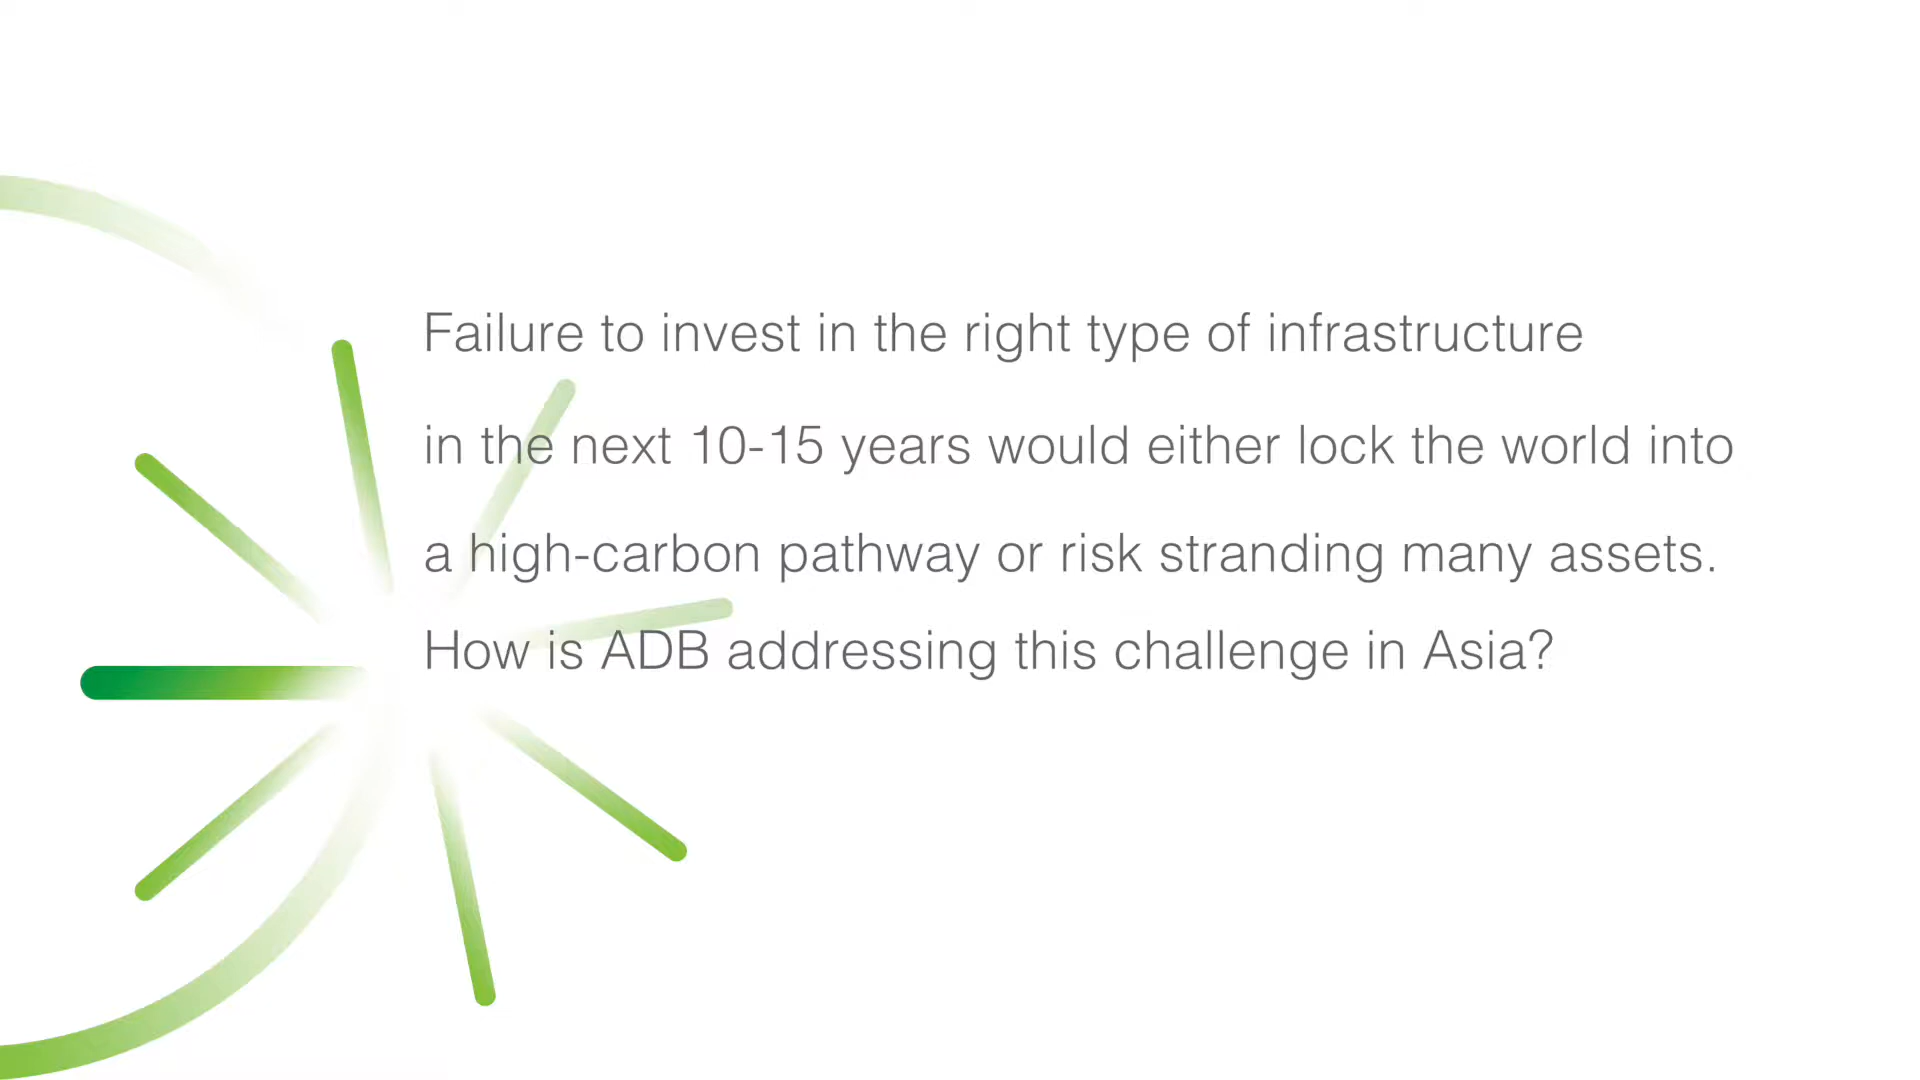 Failure to invest in the right type of infrastructure
in the next 10-15 years would either lock the world into
a high-carbon pathway or risk stranding many assets.
How is ADB addressing this challenge in Asia?